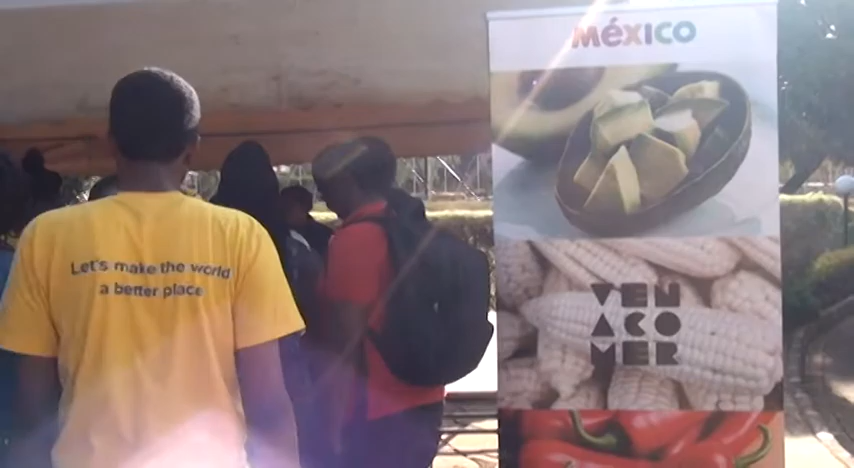 Let's make the world
a better place.
México
VEN
A CO
MER